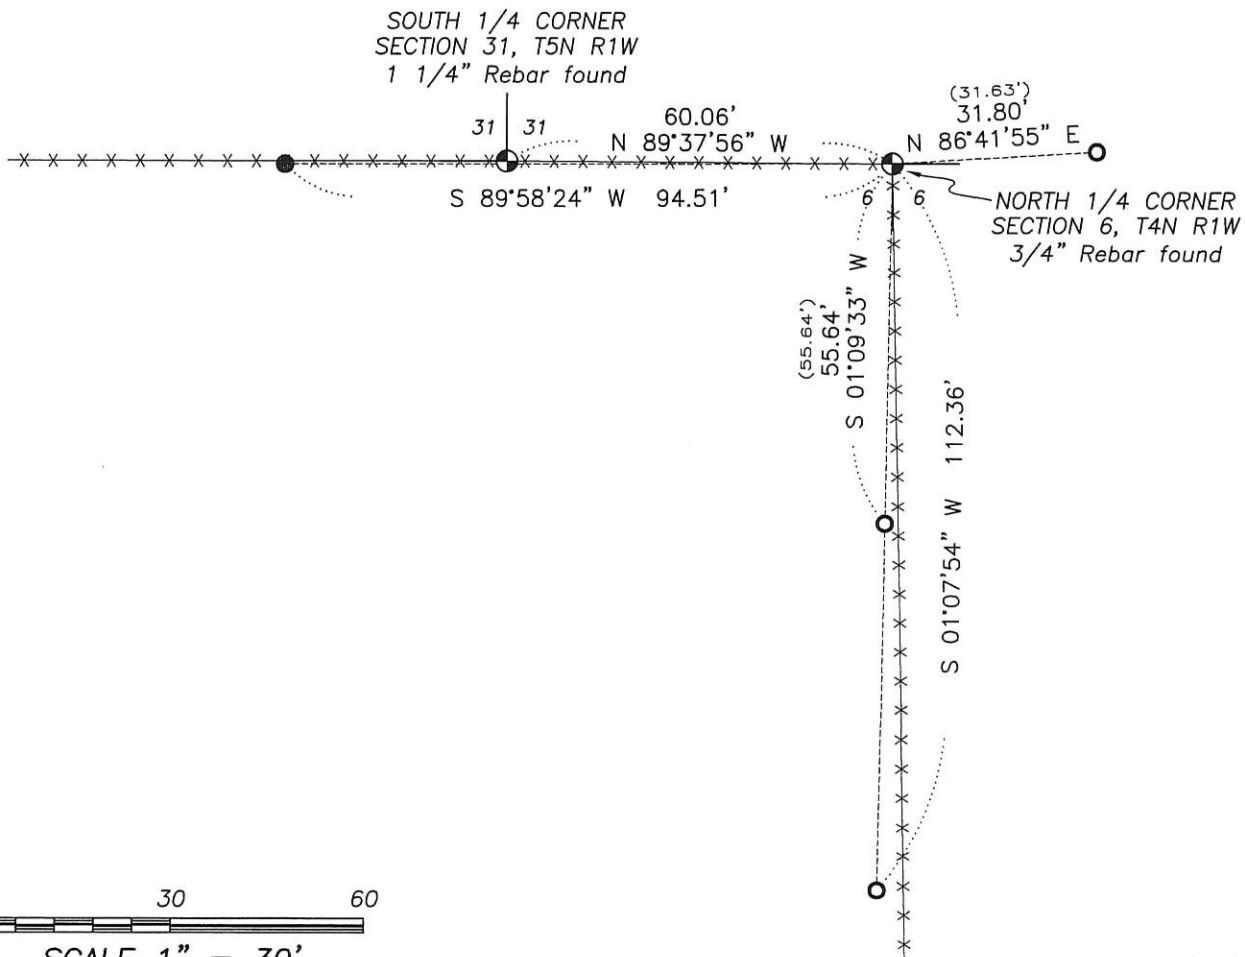 SOUTH 1/4 CORNER
SECTION 31, T5N R1W
1 1/4" Rebar found
31 31
60.06'
N 89°37'56" W
(31.63')
31.80'
N 86°41'55" E
S 89°58'24" W 94.51'
6 6
NORTH 1/4 CORNER
SECTION 6, T4N R1W
3/4" Rebar found
(55.64')
55.64'
S 01°09'33" W
S 01°07'54" W 112.36'
30 60
SCALE 1" = 30'